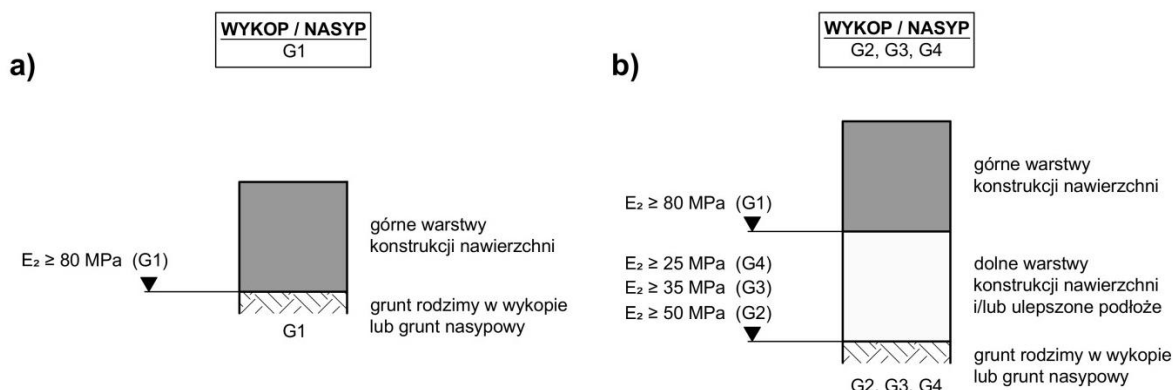 WYKOP / NASYP
G1
a)
E₂ ≥ 80 MPa (G1)
górne warstwy
konstrukcji nawierzchni
grunt rodzimy w wykopie
lub grunt nasypowy
G1
WYKOP / NASYP
G2, G3, G4
b)
górne warstwy
konstrukcji nawierzchni
E₂ ≥ 80 MPa (G1)
E₂ ≥ 25 MPa (G4)
E₂ ≥ 35 MPa (G3)
E₂ ≥ 50 MPa (G2)
dolne warstwy
konstrukcji nawierzchni
i/lub ulepszone podłoże
grunt rodzimy w wykopie
lub grunt nasypowy
G2, G3, G4